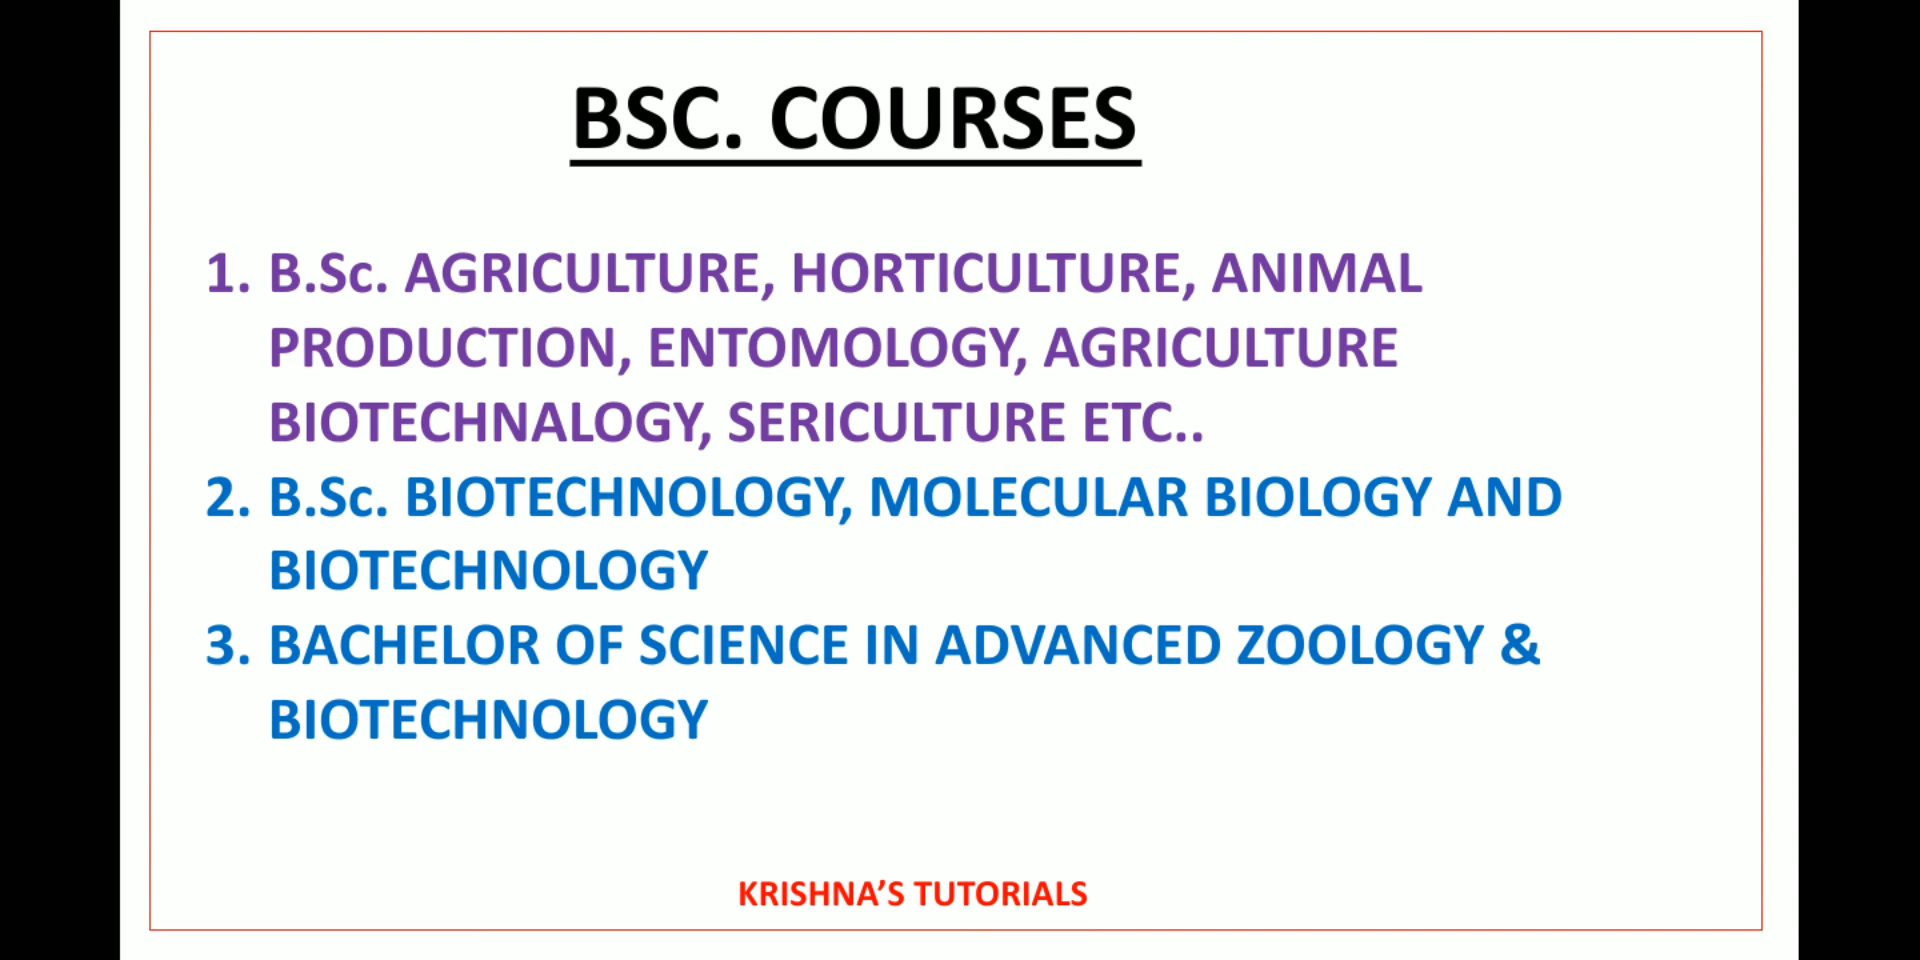 BSC. COURSES
1. B.Sc. AGRICULTURE, HORTICULTURE, ANIMAL
PRODUCTION, ENTOMOLOGY, AGRICULTURE
BIOTECHNALOGY, SERICULTURE ETC..
2. B.Sc. BIOTECHNOLOGY, MOLECULAR BIOLOGY AND
BIOTECHNOLOGY
3. BACHELOR OF SCIENCE IN ADVANCED ZOOLOGY &
BIOTECHNOLOGY
KRISHNA’S TUTORIALS